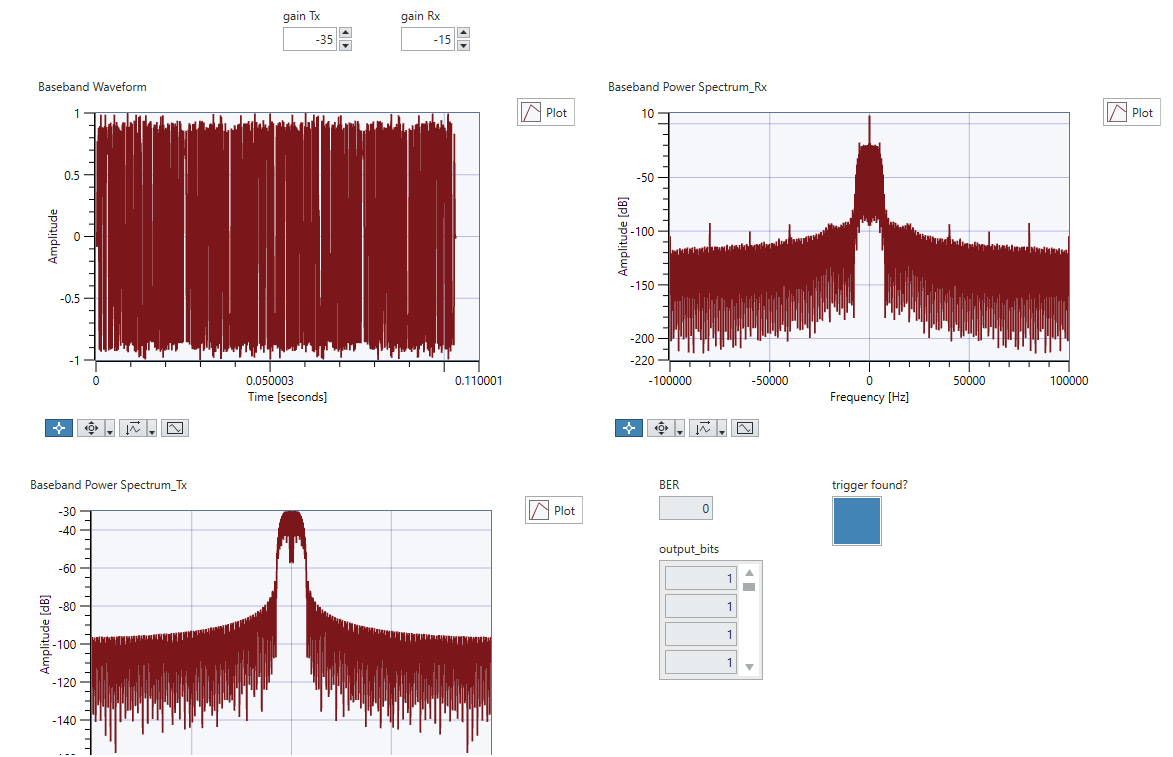 gain Tx
gain Rx
-35
-15
Baseband Waveform
Plot
1
0.5
0
-0.5
-1
Amplitude
0
0.050003
0.110001
Time [seconds]
Baseband Power Spectrum_Rx
Plot
10
-50
-100
-150
-200
-220
Amplitude [dB]
-100000
-50000
0
50000
100000
Frequency [Hz]
Baseband Power Spectrum_Tx
Plot
-30
-40
-60
-80
-100
-120
-140
Amplitude [dB]
BER
0
trigger found?
output_bits
1
1
1
1